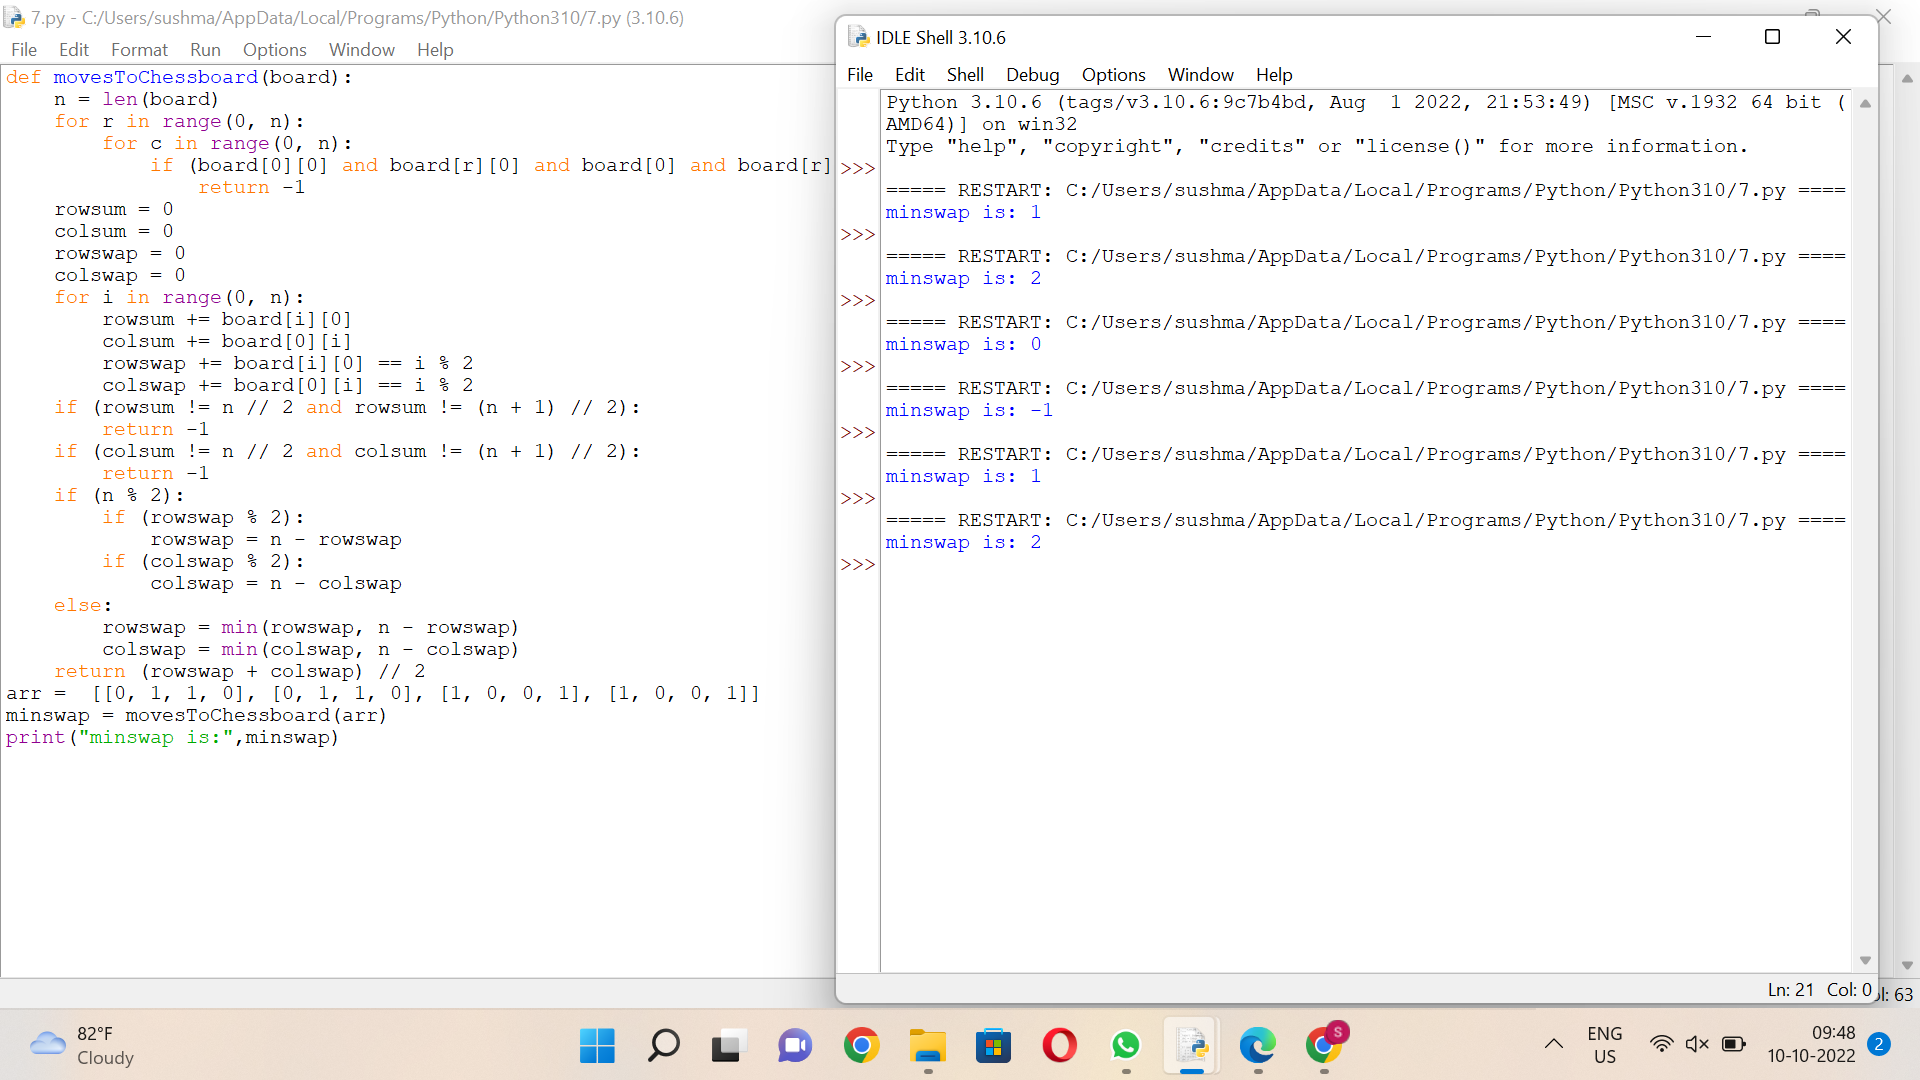 7.py - C:/Users/sushma/AppData/Local/Programs/Python/Python310/7.py (3.10.6)
File Edit Format Run Options Window Help
def movesToChessboard(board):
    n = len(board)
    for r in range(0, n):
        for c in range(0, n):
            if (board[0][0] and board[r][0] and board[0] and board[r]
                return -1
    rowsum = 0
    colsum = 0
    rowswap = 0
    colswap = 0
    for i in range(0, n):
        rowsum += board[i][0]
        colsum += board[0][i]
        rowswap += board[i][0] == i % 2
        colswap += board[0][i] == i % 2
    if (rowsum != n // 2 and rowsum != (n + 1) // 2):
        return -1
    if (colsum != n // 2 and colsum != (n + 1) // 2):
        return -1
    if (n % 2):
        if (rowswap % 2):
            rowswap = n - rowswap
        if (colswap % 2):
            colswap = n - colswap
    else:
        rowswap = min(rowswap, n - rowswap)
        colswap = min(colswap, n - colswap)
    return (rowswap + colswap) // 2
arr =  [[0, 1, 1, 0], [0, 1, 1, 0], [1, 0, 0, 1], [1, 0, 0, 1]]
minswap = movesToChessboard(arr)
print("minswap is:",minswap)
IDLE Shell 3.10.6
File Edit Shell Debug Options Window Help
Python 3.10.6 (tags/v3.10.6:9c7b4bd, Aug  1 2022, 21:53:49) [MSC v.1932 64 bit (
AMD64)] on win32
Type "help", "copyright", "credits" or "license()" for more information.
>>>
===== RESTART: C:/Users/sushma/AppData/Local/Programs/Python/Python310/7.py ====
minswap is: 1
>>>
===== RESTART: C:/Users/sushma/AppData/Local/Programs/Python/Python310/7.py ====
minswap is: 2
>>>
===== RESTART: C:/Users/sushma/AppData/Local/Programs/Python/Python310/7.py ====
minswap is: 0
>>>
===== RESTART: C:/Users/sushma/AppData/Local/Programs/Python/Python310/7.py ====
minswap is: -1
>>>
===== RESTART: C:/Users/sushma/AppData/Local/Programs/Python/Python310/7.py ====
minswap is: 1
>>>
===== RESTART: C:/Users/sushma/AppData/Local/Programs/Python/Python310/7.py ====
minswap is: 2
>>>
Ln: 21 Col: 0
ol: 63
82°F
Cloudy
S
ENG
US
09:48
10-10-2022
2